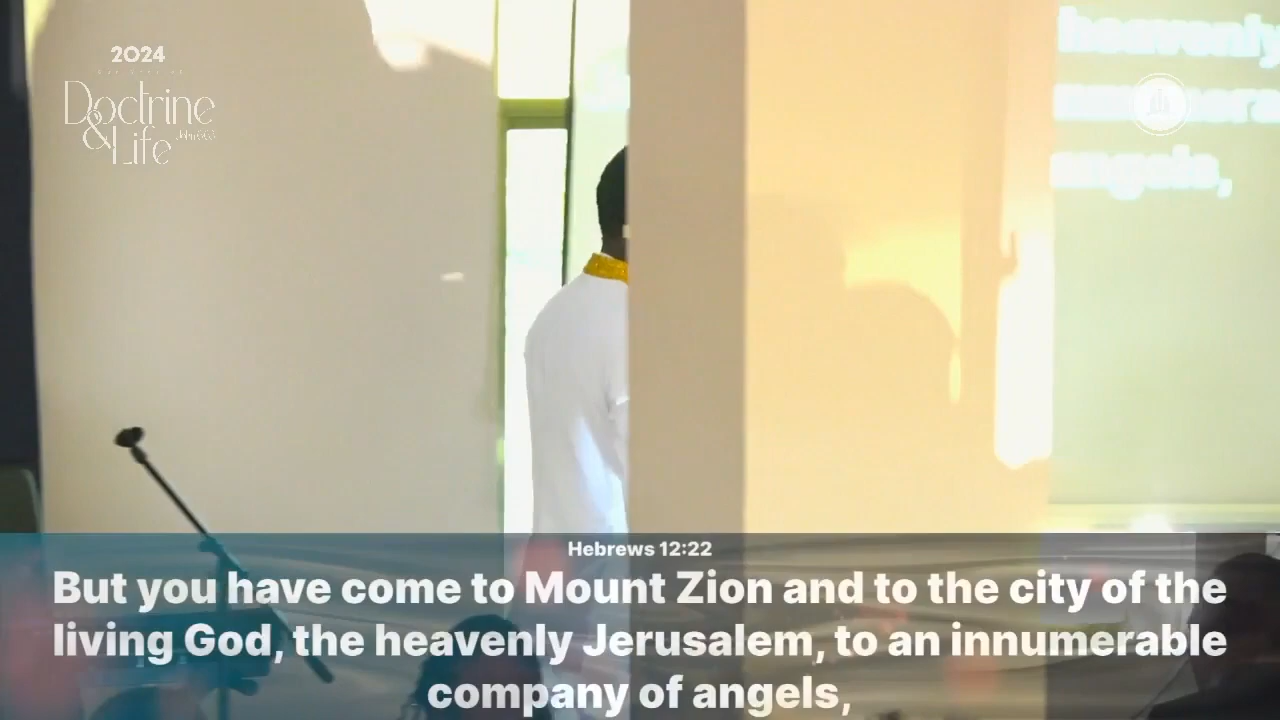 2024
Doctrine
& Life
heavenly
angels,
Hebrews 12:22
But you have come to Mount Zion and to the city of the
living God, the heavenly Jerusalem, to an innumerable
company of angels,